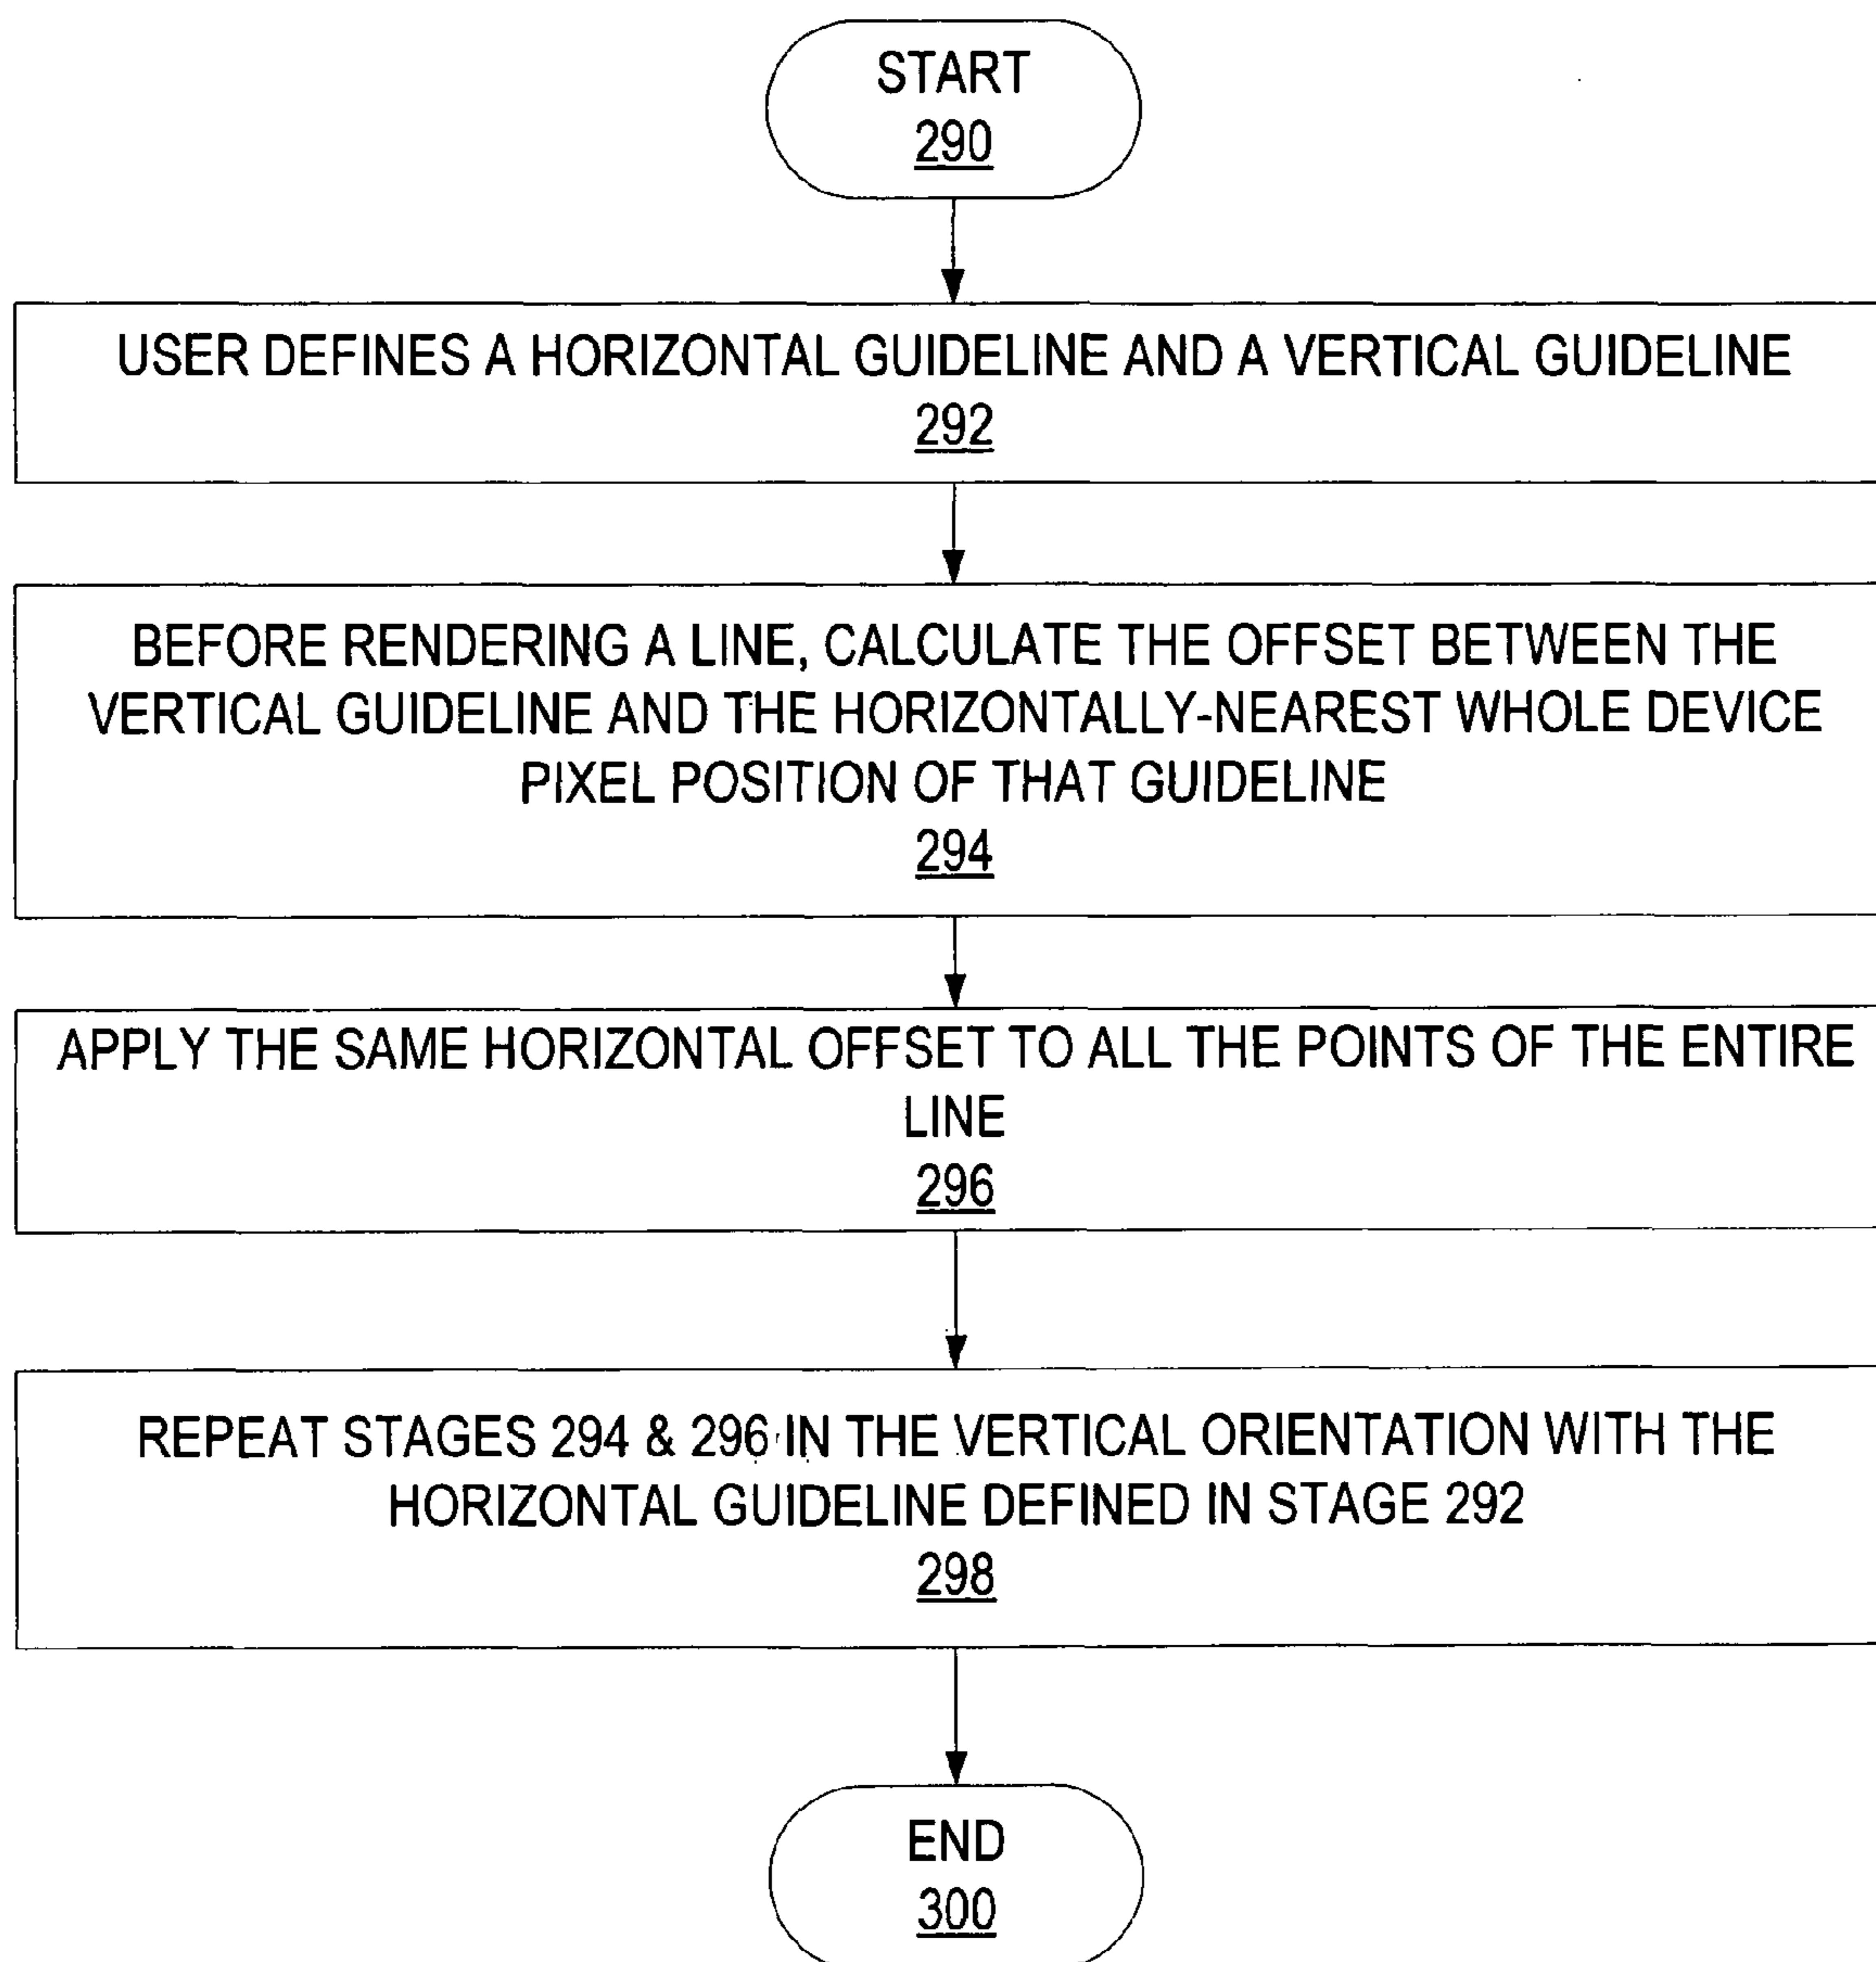 START
290
USER DEFINES A HORIZONTAL GUIDELINE AND A VERTICAL GUIDELINE
292
BEFORE RENDERING A LINE, CALCULATE THE OFFSET BETWEEN THE
VERTICAL GUIDELINE AND THE HORIZONTALLY-NEAREST WHOLE DEVICE
PIXEL POSITION OF THAT GUIDELINE
294
APPLY THE SAME HORIZONTAL OFFSET TO ALL THE POINTS OF THE ENTIRE
LINE
296
REPEAT STAGES 294 & 296 IN THE VERTICAL ORIENTATION WITH THE
HORIZONTAL GUIDELINE DEFINED IN STAGE 292
298
END
300